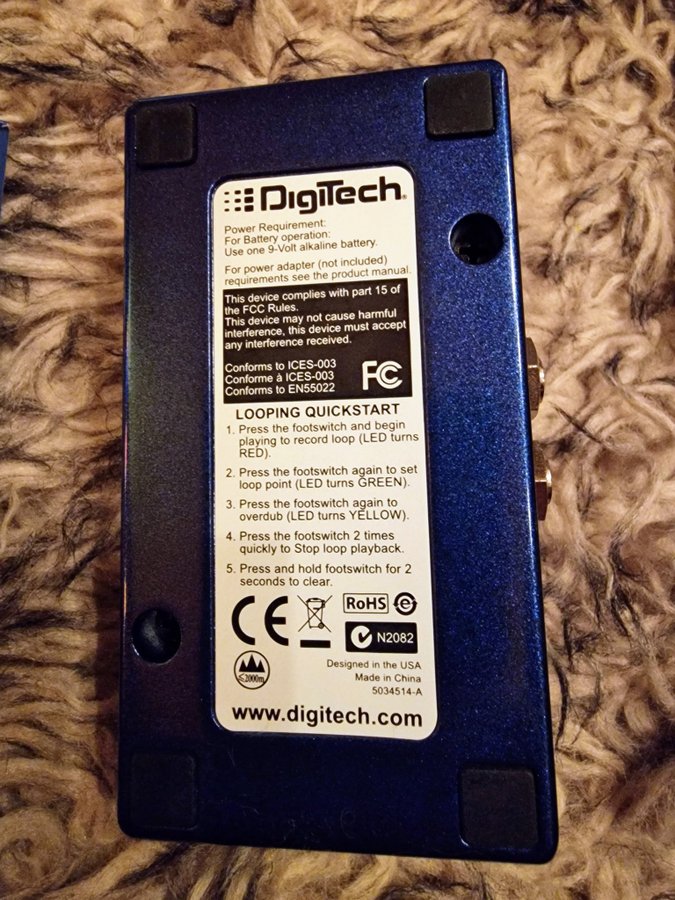 DigiTech®
Power Requirement:
For Battery operation:
Use one 9-Volt alkaline battery.
For power adapter (not included)
requirements see the product manual.
This device complies with part 15 of
the FCC Rules.
This device may not cause harmful
interference, this device must accept
any interference received.
Conforms to ICES-003
Conforme à ICES-003
Conforms to EN55022
FC
LOOPING QUICKSTART
1. Press the footswitch and begin
playing to record loop (LED turns
RED).
2. Press the footswitch again to set
loop point (LED turns GREEN).
3. Press the footswitch again to
overdub (LED turns YELLOW).
4. Press the footswitch 2 times
quickly to Stop loop playback.
5. Press and hold footswitch for 2
seconds to clear.
CE
RoHS
e
N2082
≤2000m
Designed in the USA
Made in China
5034514-A
www.digitech.com